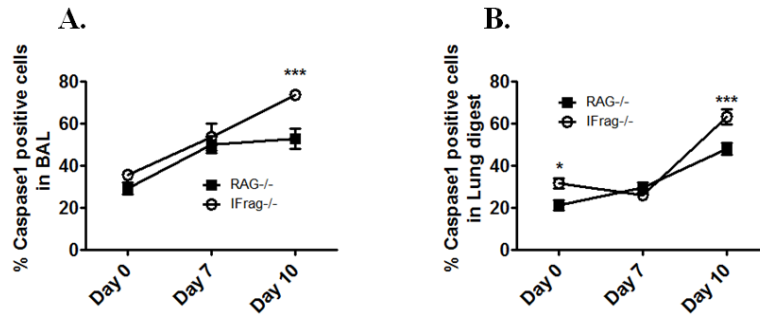 A.
% Caspase1 positive cells
in BAL
80
60
40
20
0
***
RAG-/-
IFrag-/-
Day 0
Day 7
Day 10
B.
% Caspase1 positive cells
in Lung digest
80
60
40
20
0
RAG-/-
IFrag-/-
*
***
Day 0
Day 7
Day 10